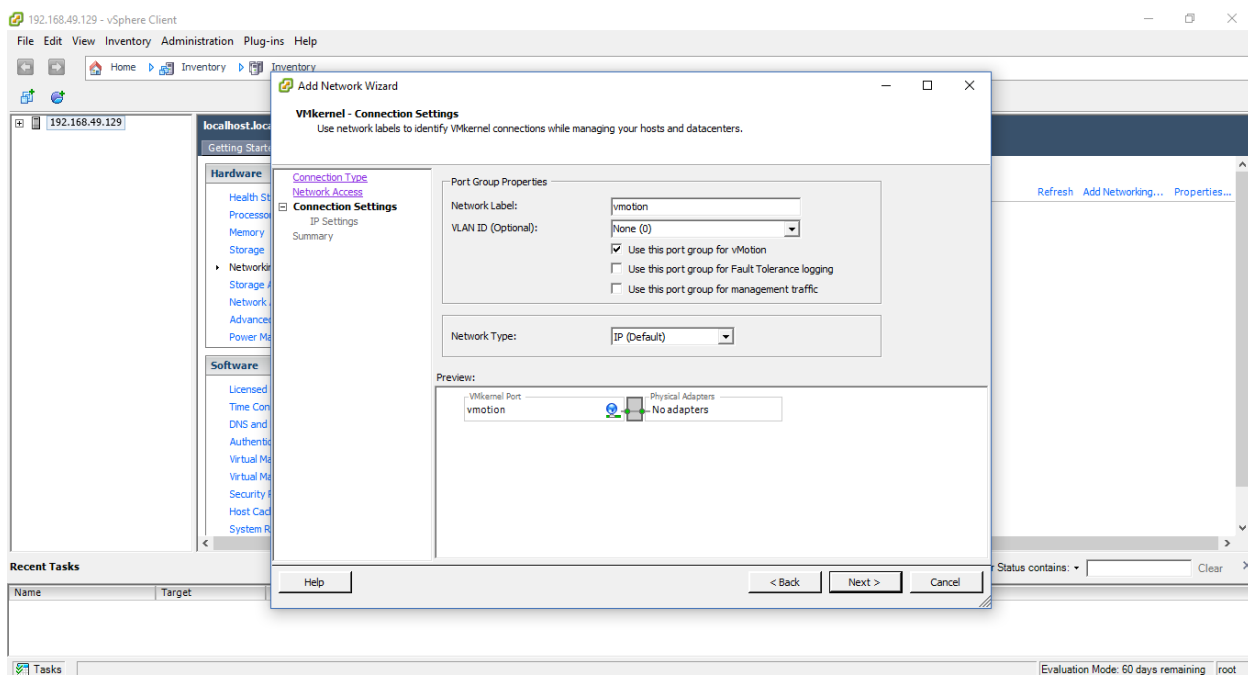 192.168.49.129 - vSphere Client
File Edit View Inventory Administration Plug-ins Help
Home Inventory Inventory
192.168.49.129
localhost.loca
Getting Starte
Hardware
Health St
Processo
Memory
Storage
Networkin
Storage A
Network
Advanced
Power Ma
Software
Licensed
Time Con
DNS and
Authentic
Virtual Ma
Virtual Ma
Security P
Host Cac
System R
Refresh Add Networking... Properties...
Add Network Wizard
VMkernel - Connection Settings
Use network labels to identify VMkernel connections while managing your hosts and datacenters.
Connection Type
Network Access
Connection Settings
IP Settings
Summary
Port Group Properties
Network Label: vmotion
VLAN ID (Optional): None (0)
Use this port group for vMotion
Use this port group for Fault Tolerance logging
Use this port group for management traffic
Network Type: IP (Default)
Preview:
VMkernel Port
vmotion
Physical Adapters
No adapters
Help < Back Next > Cancel
Recent Tasks
r Status contains: Clear
Name Target
Tasks
Evaluation Mode: 60 days remaining root